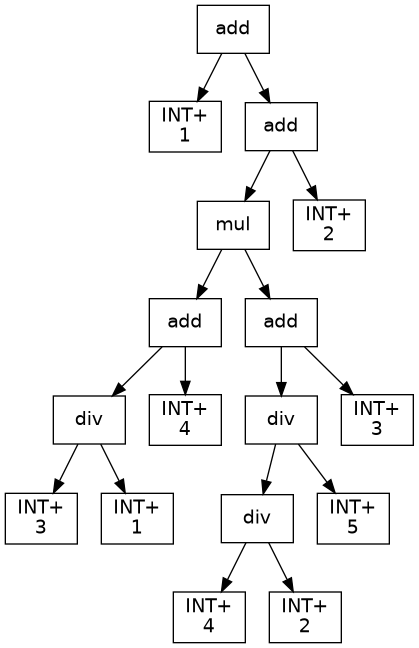 add
INT+
1
add
mul
INT+
2
add
add
div
INT+
4
div
INT+
3
INT+
3
INT+
1
div
INT+
5
INT+
4
INT+
2